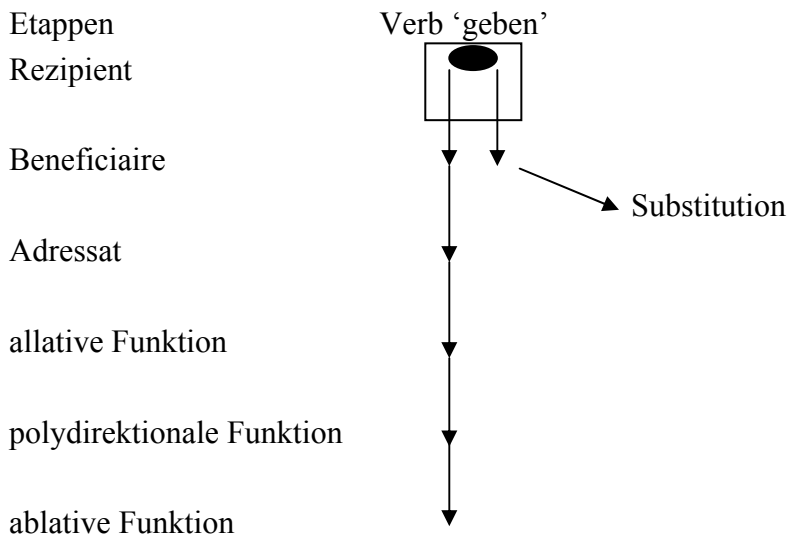 Etappen Verb ‘geben’
Rezipient
Beneficiaire
Substitution
Adressat
allative Funktion
polydirektionale Funktion
ablative Funktion